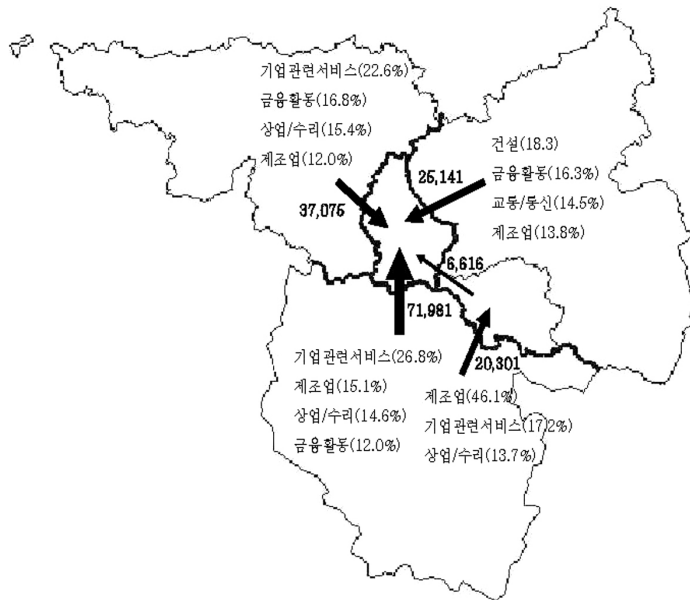 기업관련서비스(22.6%)
금융활동(16.8%)
상업/수리(15.4%)
제조업(12.0%)
37,075
25,141
건설(18.3)
금융활동(16.3%)
교통/통신(14.5%)
제조업(13.8%)
6,616
71,981
20,301
기업관련서비스(26.8%)
제조업(15.1%)
상업/수리(14.6%)
금융활동(12.0%)
제조업(46.1%)
기업관련서비스(17.2%)
상업/수리(13.7%)